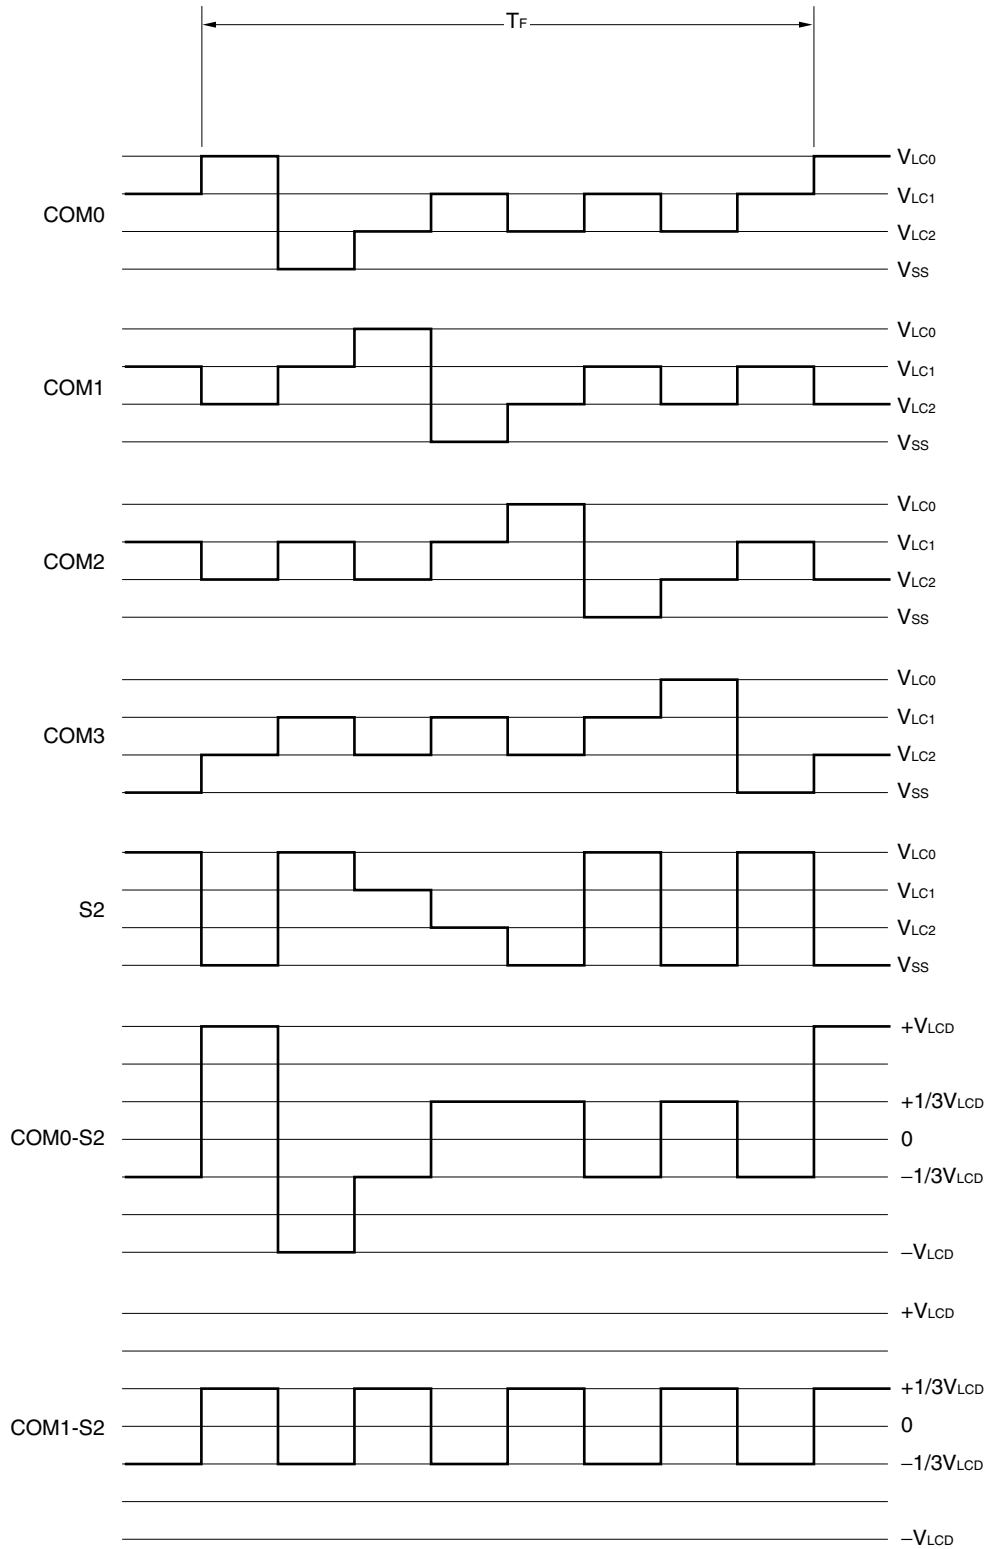 TF
VLC0
VLC1
COM0
VLC2
VSS
VLC0
VLC1
COM1
VLC2
VSS
VLC0
VLC1
COM2
VLC2
VSS
VLC0
VLC1
COM3
VLC2
VSS
VLC0
VLC1
S2
VLC2
VSS
+VLCD
+1/3VLCD
COM0-S2
0
−1/3VLCD
−VLCD
+VLCD
+1/3VLCD
COM1-S2
0
−1/3VLCD
−VLCD